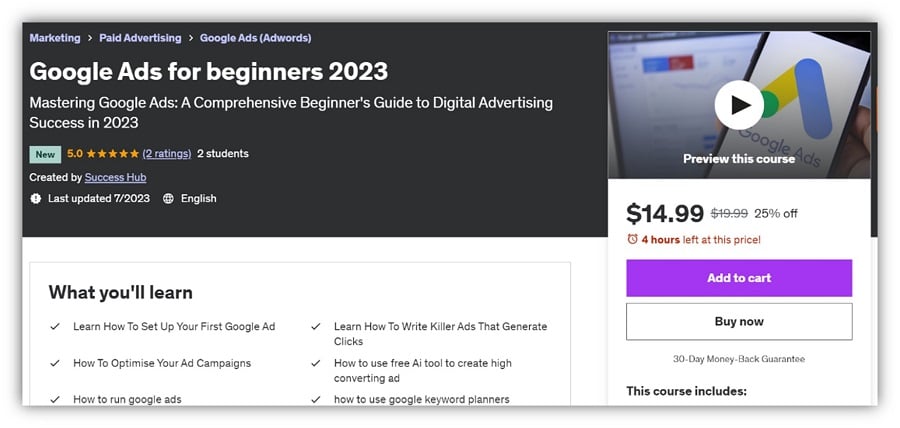 Marketing > Paid Advertising > Google Ads (Adwords)
Google Ads for beginners 2023
Mastering Google Ads: A Comprehensive Beginner's Guide to Digital Advertising
Success in 2023
New 5.0 ★★★★★ (2 ratings) 2 students
Created by Success Hub
Last updated 7/2023 English
Google Ads
Preview this course
$14.99 $19.99 25% off
4 hours left at this price!
Add to cart
Buy now
30-Day Money-Back Guarantee
This course includes:
What you'll learn
Learn How To Set Up Your First Google Ad
Learn How To Write Killer Ads That Generate
Clicks
How To Optimise Your Ad Campaigns
How to use free Ai tool to create high
converting ad
How to run google ads
how to use google keyword planners